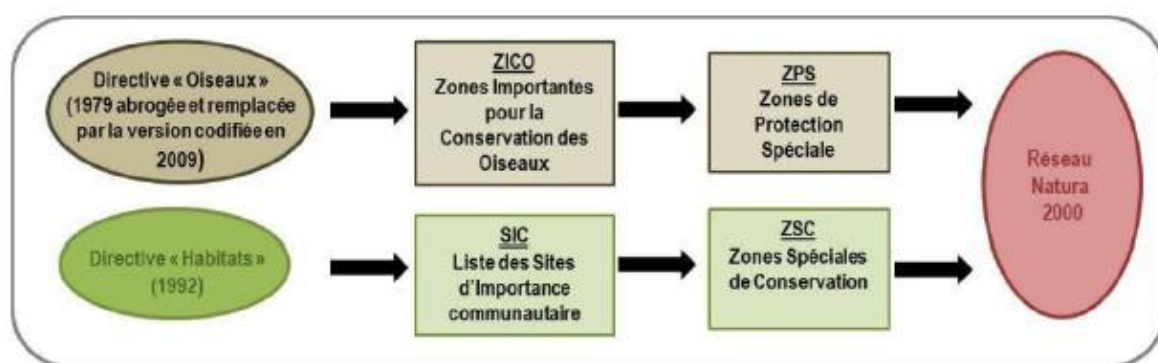 Directive « Oiseaux »
(1979 abrogée et remplacée
par la version codifiée en
2009)
ZICO
Zones Importantes
pour la
Conservation des
Oiseaux
ZPS
Zones de
Protection
Spéciale
Réseau
Natura
2000
Directive « Habitats »
(1992)
SIC
Liste des Sites
d'Importance
communautaire
ZSC
Zones Spéciales
de Conservation